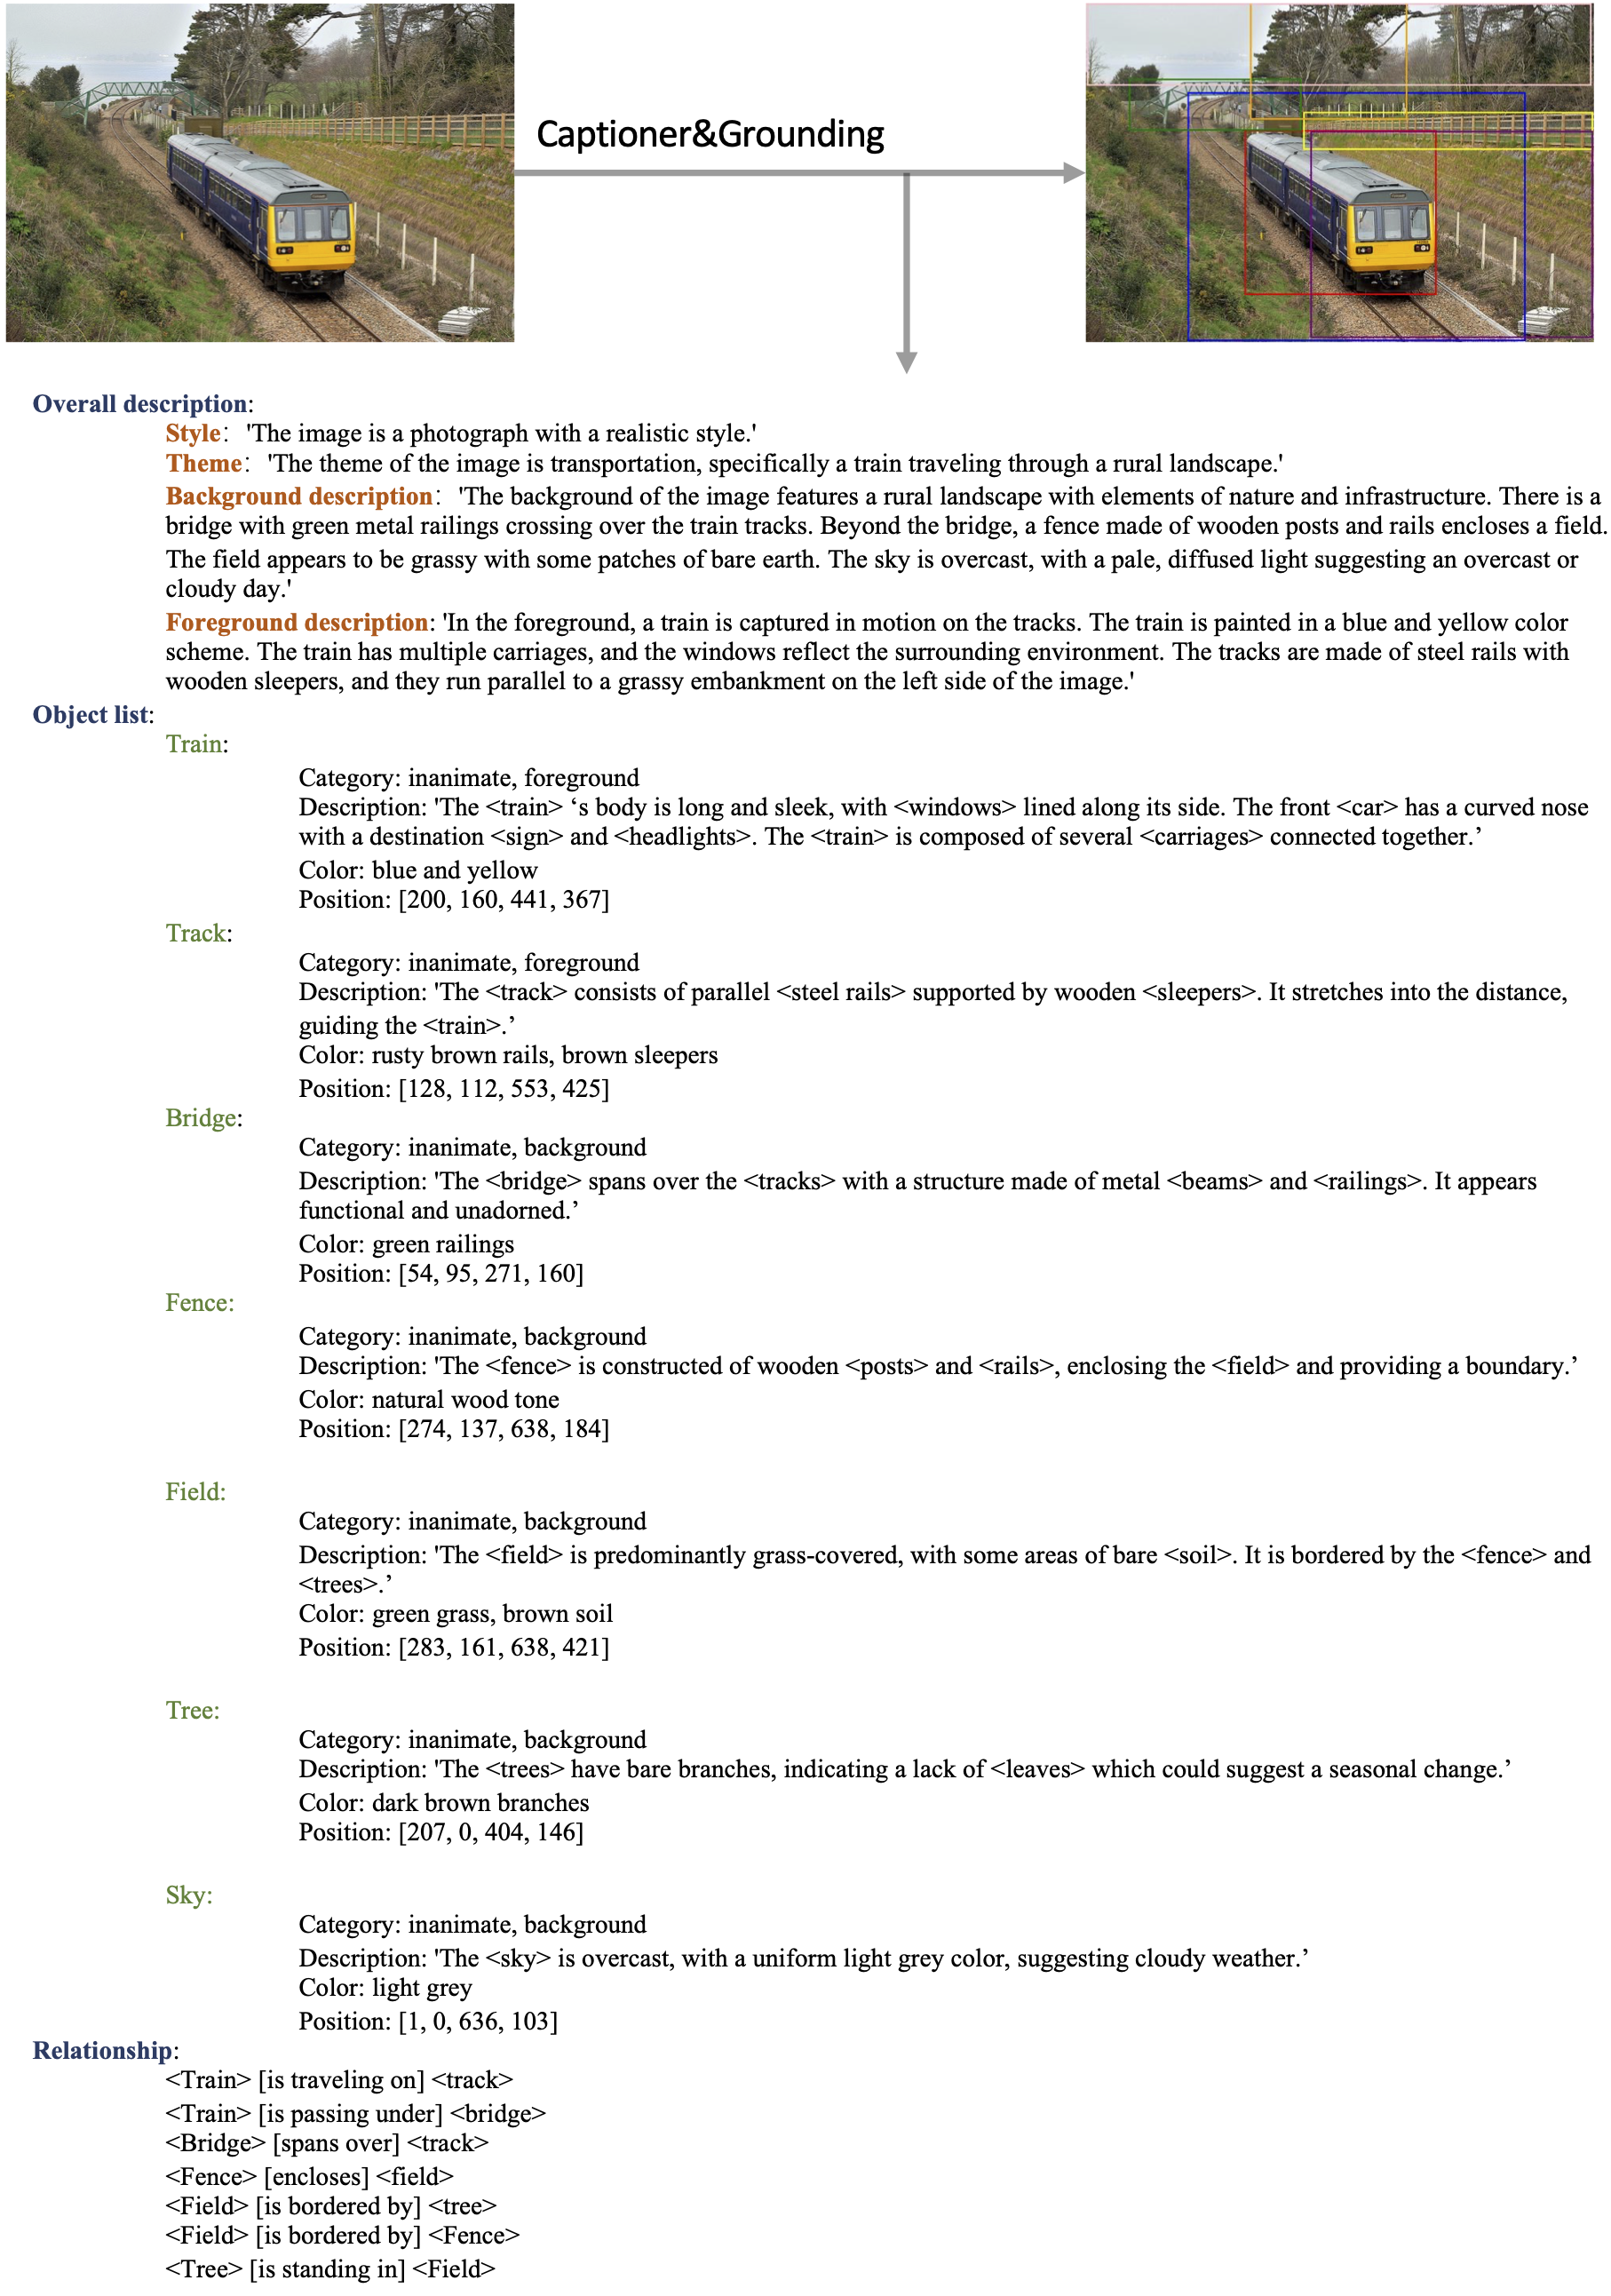 Captioner&Grounding
Overall description:
Style： 'The image is a photograph with a realistic style.'
Theme： 'The theme of the image is transportation, specifically a train traveling through a rural landscape.'
Background description： 'The background of the image features a rural landscape with elements of nature and infrastructure. There is a
bridge with green metal railings crossing over the train tracks. Beyond the bridge, a fence made of wooden posts and rails encloses a field.
The field appears to be grassy with some patches of bare earth. The sky is overcast, with a pale, diffused light suggesting an overcast or
cloudy day.'
Foreground description: 'In the foreground, a train is captured in motion on the tracks. The train is painted in a blue and yellow color
scheme. The train has multiple carriages, and the windows reflect the surrounding environment. The tracks are made of steel rails with
wooden sleepers, and they run parallel to a grassy embankment on the left side of the image.'
Object list:
Train:
Category: inanimate, foreground
Description: 'The <train> ‘s body is long and sleek, with <windows> lined along its side. The front <car> has a curved nose
with a destination <sign> and <headlights>. The <train> is composed of several <carriages> connected together.’
Color: blue and yellow
Position: [200, 160, 441, 367]
Track:
Category: inanimate, foreground
Description: 'The <track> consists of parallel <steel rails> supported by wooden <sleepers>. It stretches into the distance,
guiding the <train>.’
Color: rusty brown rails, brown sleepers
Position: [128, 112, 553, 425]
Bridge:
Category: inanimate, background
Description: 'The <bridge> spans over the <tracks> with a structure made of metal <beams> and <railings>. It appears
functional and unadorned.’
Color: green railings
Position: [54, 95, 271, 160]
Fence:
Category: inanimate, background
Description: 'The <fence> is constructed of wooden <posts> and <rails>, enclosing the <field> and providing a boundary.’
Color: natural wood tone
Position: [274, 137, 638, 184]
Field:
Category: inanimate, background
Description: 'The <field> is predominantly grass-covered, with some areas of bare <soil>. It is bordered by the <fence> and
<trees>.’
Color: green grass, brown soil
Position: [283, 161, 638, 421]
Tree:
Category: inanimate, background
Description: 'The <trees> have bare branches, indicating a lack of <leaves> which could suggest a seasonal change.’
Color: dark brown branches
Position: [207, 0, 404, 146]
Sky:
Category: inanimate, background
Description: 'The <sky> is overcast, with a uniform light grey color, suggesting cloudy weather.’
Color: light grey
Position: [1, 0, 636, 103]
Relationship:
<Train> [is traveling on] <track>
<Train> [is passing under] <bridge>
<Bridge> [spans over] <track>
<Fence> [encloses] <field>
<Field> [is bordered by] <tree>
<Field> [is bordered by] <Fence>
<Tree> [is standing in] <Field>